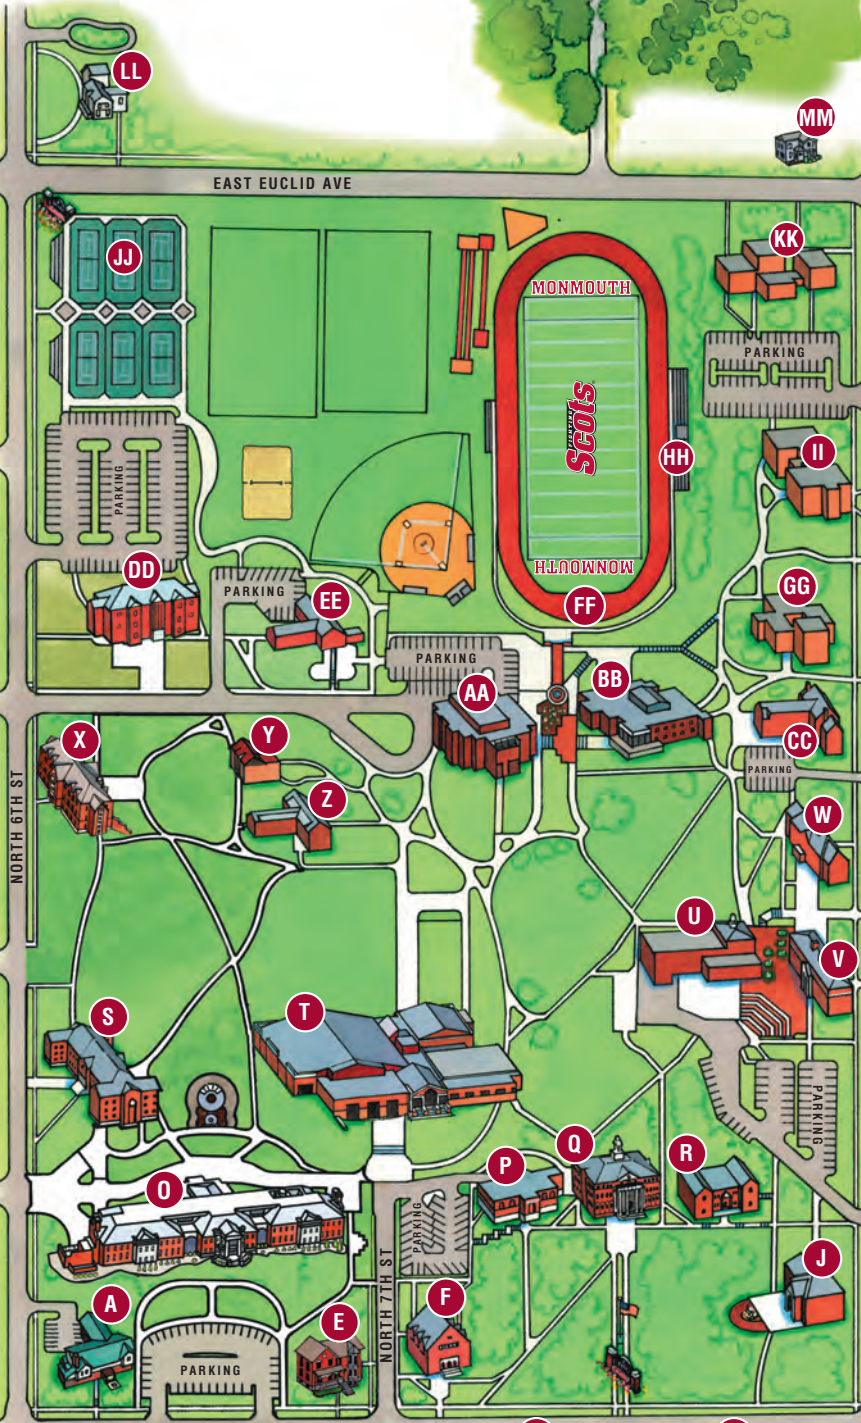 LL
MM
EAST EUCLID AVE
JJ
KK
MONMOUTH
PARKING
FIGHTING
Scots
HH
II
PARKING
MONMOUTH
DD
PARKING
EE
FF
GG
PARKING
AA
BB
CC
X
Y
PARKING
Z
W
NORTH 6TH ST
U
V
S
T
PARKING
Q
P
R
O
PARKING
NORTH 7TH ST
J
A
F
E
PARKING